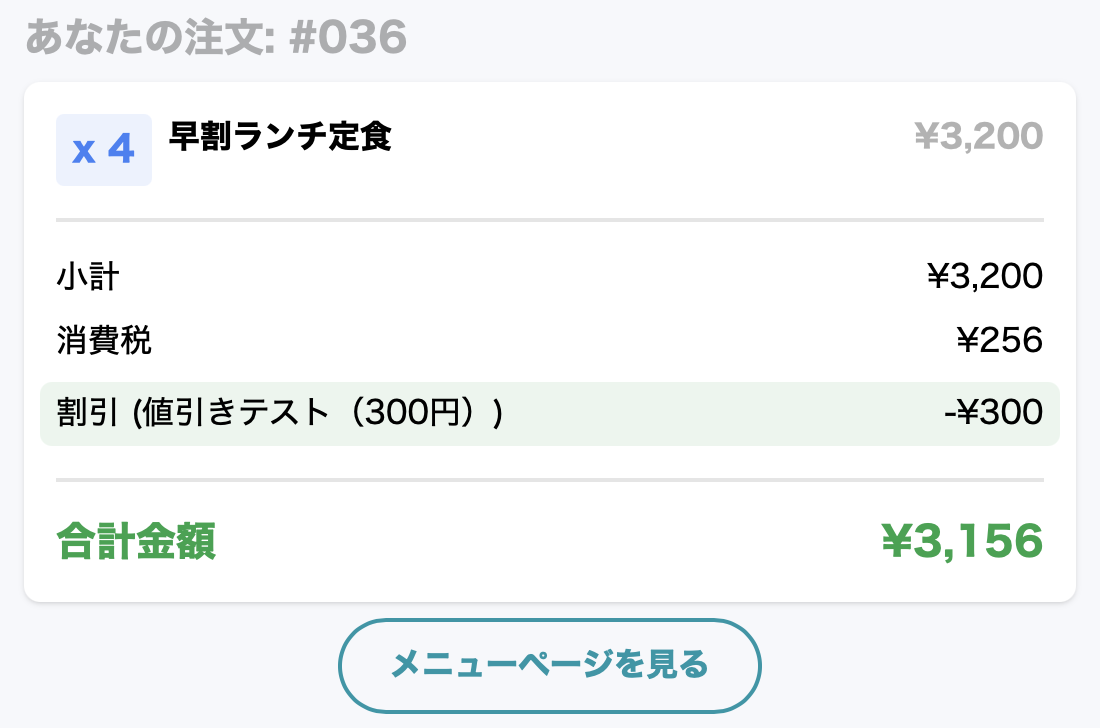 あなたの注文: #036
x 4 早割ランチ定食 ¥3,200
小計 ¥3,200
消費税 ¥256
割引 (値引きテスト（300円）) -¥300
合計金額 ¥3,156
メニューページを見る